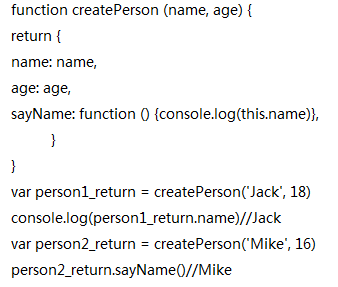 function createPerson (name, age) {
return {
name: name,
age: age,
sayName: function () {console.log(this.name)},
}
}
var person1_return = createPerson('Jack', 18)
console.log(person1_return.name)//Jack
var person2_return = createPerson('Mike', 16)
person2_return.sayName()//Mike